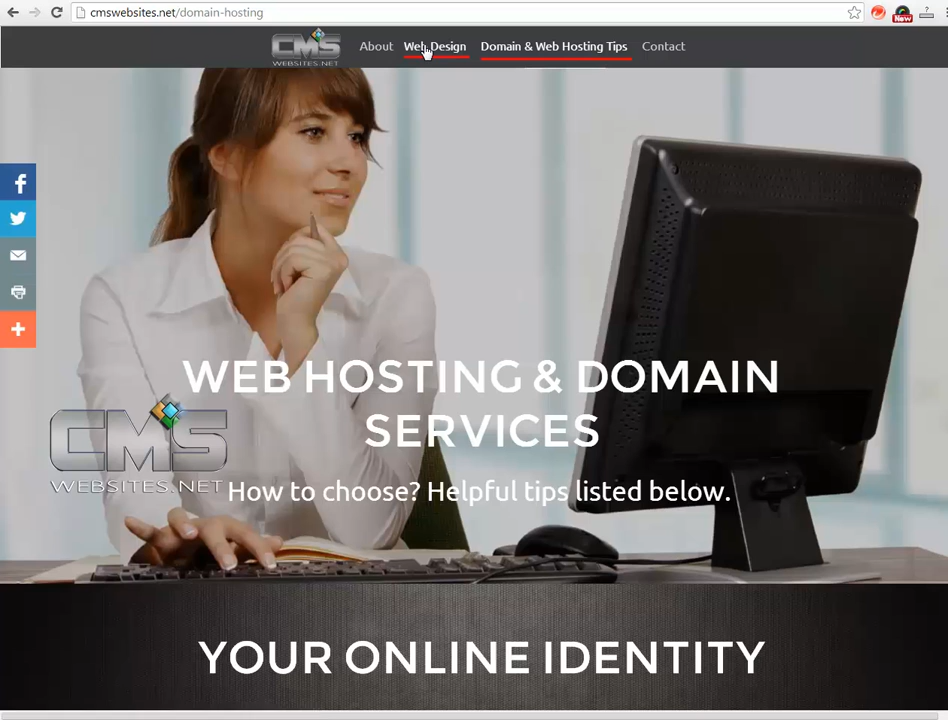 cmswebsites.net/domain-hosting
New
CMS
WEBSITES.NET
About Web Design Domain & Web Hosting Tips Contact
WEB HOSTING & DOMAIN
SERVICES
CMS
WEBSITES.NET
How to choose? Helpful tips listed below.
YOUR ONLINE IDENTITY